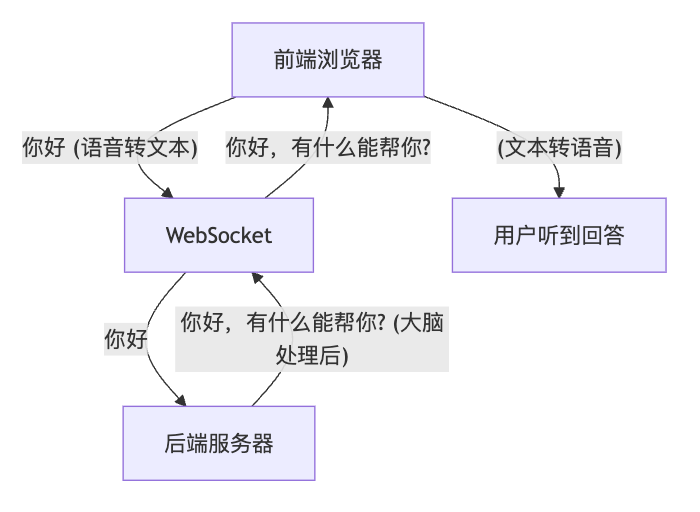 前端浏览器
你好 (语音转文本)
你好，有什么能帮你?
(文本转语音)
WebSocket
用户听到回答
你好
你好，有什么能帮你? (大脑
处理后)
后端服务器